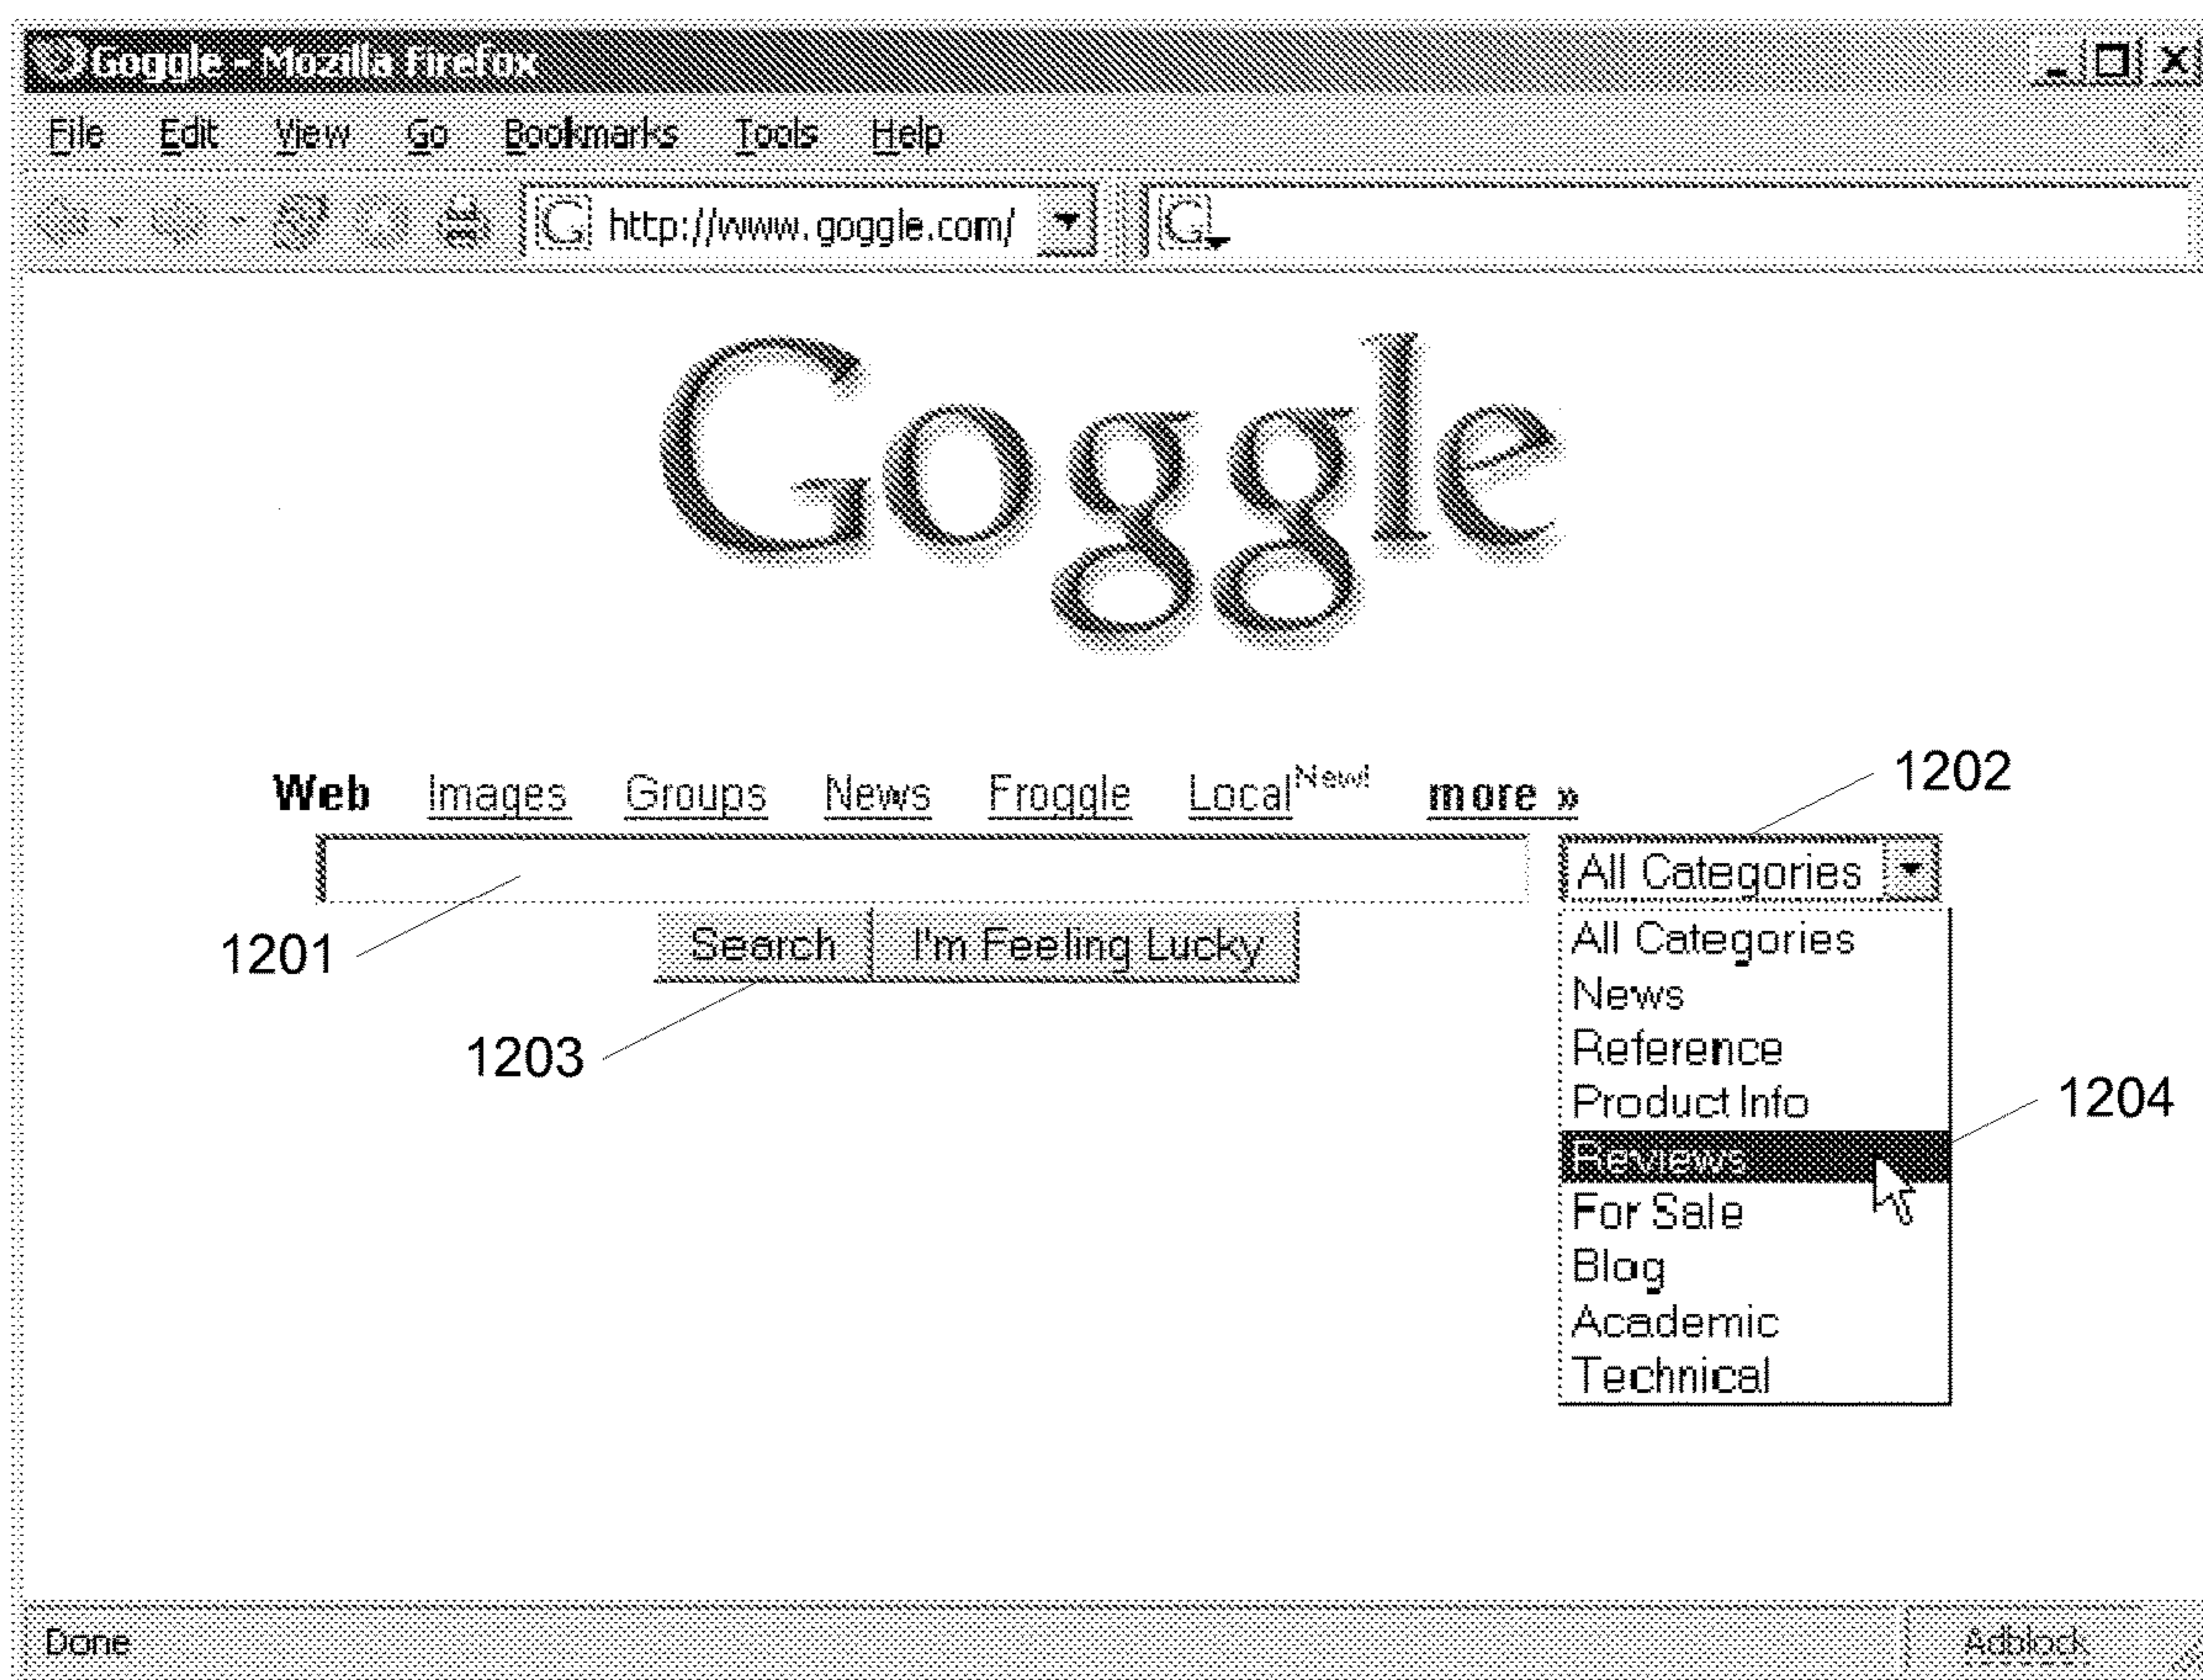 Goggle - Mozilla Firefox
File Edit View Go Bookmarks Tools Help
G http://www.goggle.com/ G
Goggle
Web Images Groups News Froggle Local New! more »
1202
All Categories
1201
Search I'm Feeling Lucky
All Categories
News
1203
Reference
Product Info
1204
Reviews
For Sale
Blog
Academic
Technical
Done Adblock